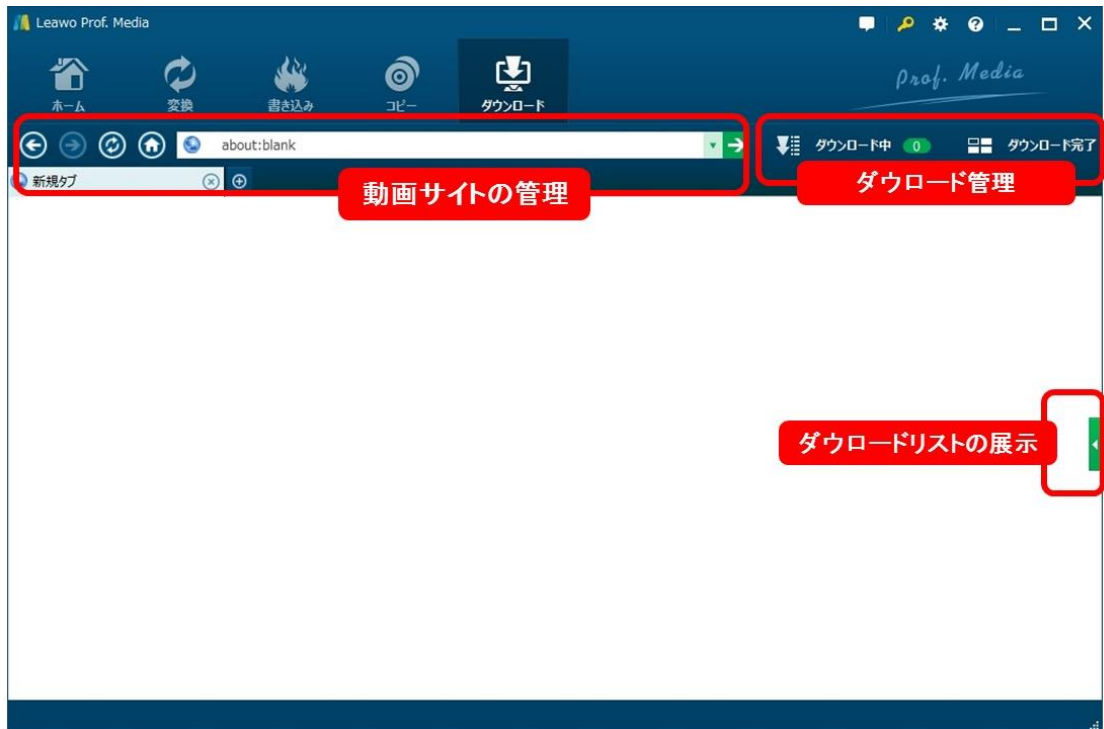 Leawo Prof. Media
ホーム
変換
書き込み
コピー
ダウンロード
Prof. Media
about:blank
ダウンロード中 0
ダウンロード完了
新規タブ
動画サイトの管理
ダウロード管理
ダウロードリストの展示